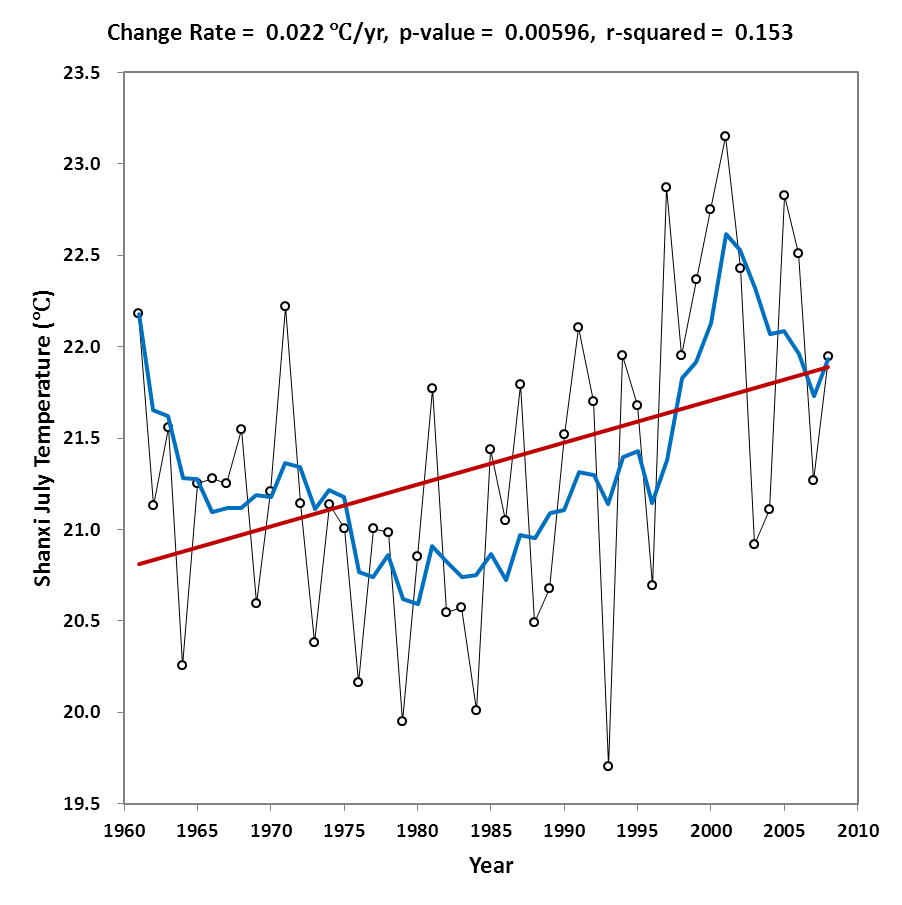 Change Rate = 0.022 ℃/yr, p-value = 0.00596, r-squared = 0.153
23.5
23.0
22.5
22.0
21.5
21.0
20.5
20.0
19.5
Shanxi July Temperature (℃)
1960 1965 1970 1975 1980 1985 1990 1995 2000 2005 2010
Year